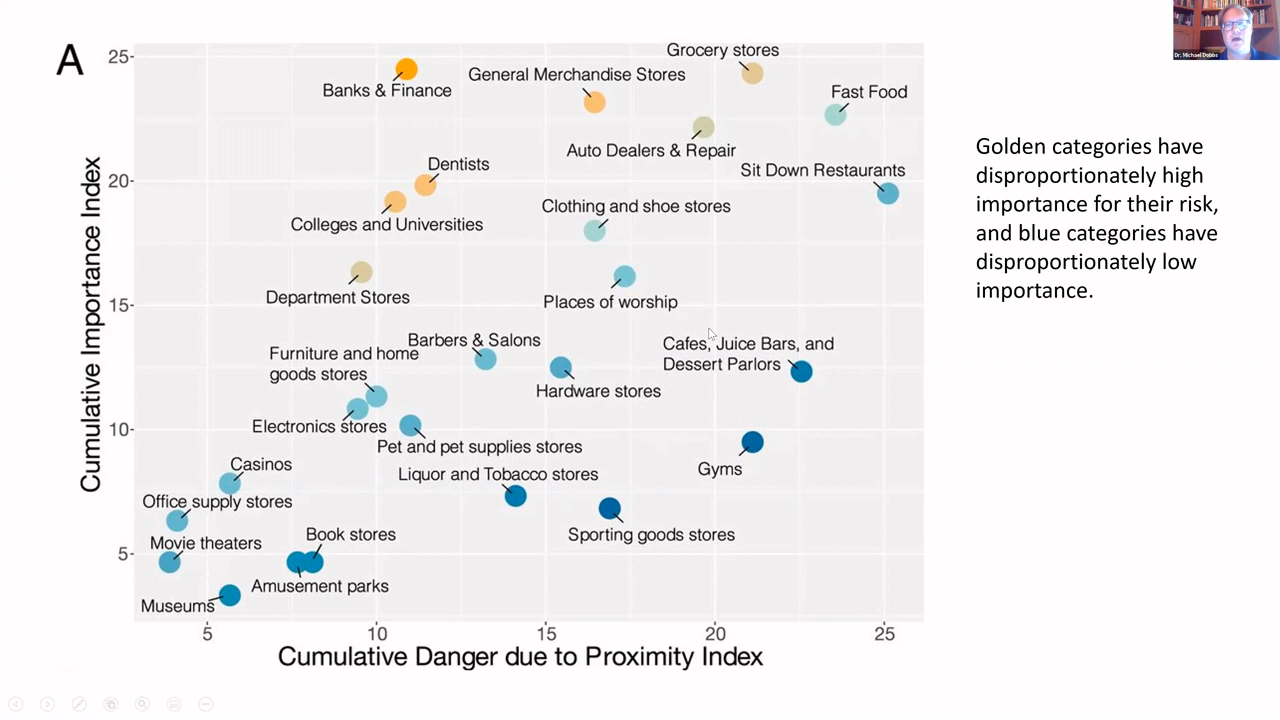 A
Dr. Michael Dobbs
25
20
15
10
5
Cumulative Importance Index
Grocery stores
General Merchandise Stores
Banks & Finance
Fast Food
Auto Dealers & Repair
Dentists
Sit Down Restaurants
Clothing and shoe stores
Colleges and Universities
Department Stores
Places of worship
Barbers & Salons
Cafes, Juice Bars, and
Dessert Parlors
Furniture and home
goods stores
Hardware stores
Electronics stores
Pet and pet supplies stores
Casinos
Gyms
Liquor and Tobacco stores
Office supply stores
Book stores
Sporting goods stores
Movie theaters
Amusement parks
Museums
5 10 15 20 25
Cumulative Danger due to Proximity Index
Golden categories have
disproportionately high
importance for their risk,
and blue categories have
disproportionately low
importance.